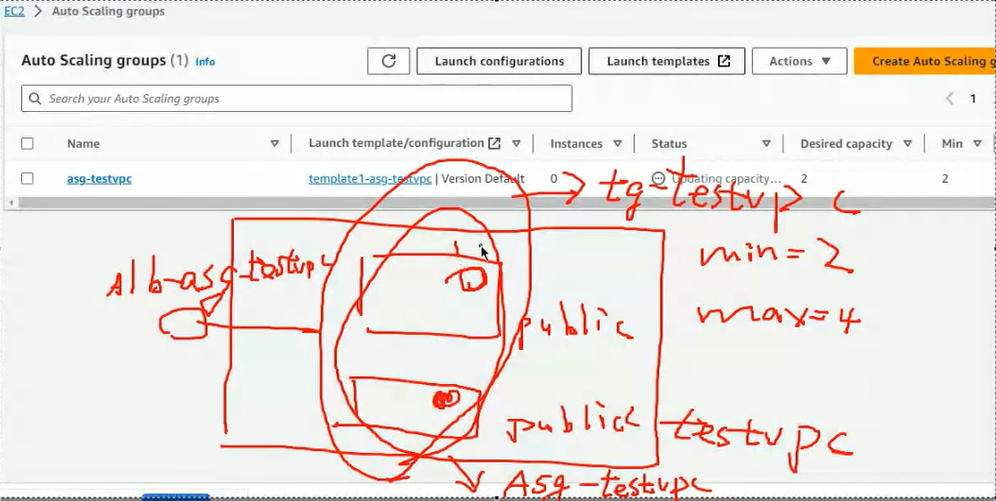 EC2 > Auto Scaling groups
Auto Scaling groups (1) Info
Launch configurations
Launch templates
Actions
Create Auto Scaling g
Search your Auto Scaling groups
1
Name
Launch template/configuration
Instances
Status
Desired capacity
Min
asg-testvpc
template1-asg-testvpc | Version Default
0
Updating capacity...
2
2
tg-testvpc
min=2
max=4
Alb-asg-testvpc
public
public
testvpc
Asg-testvpc